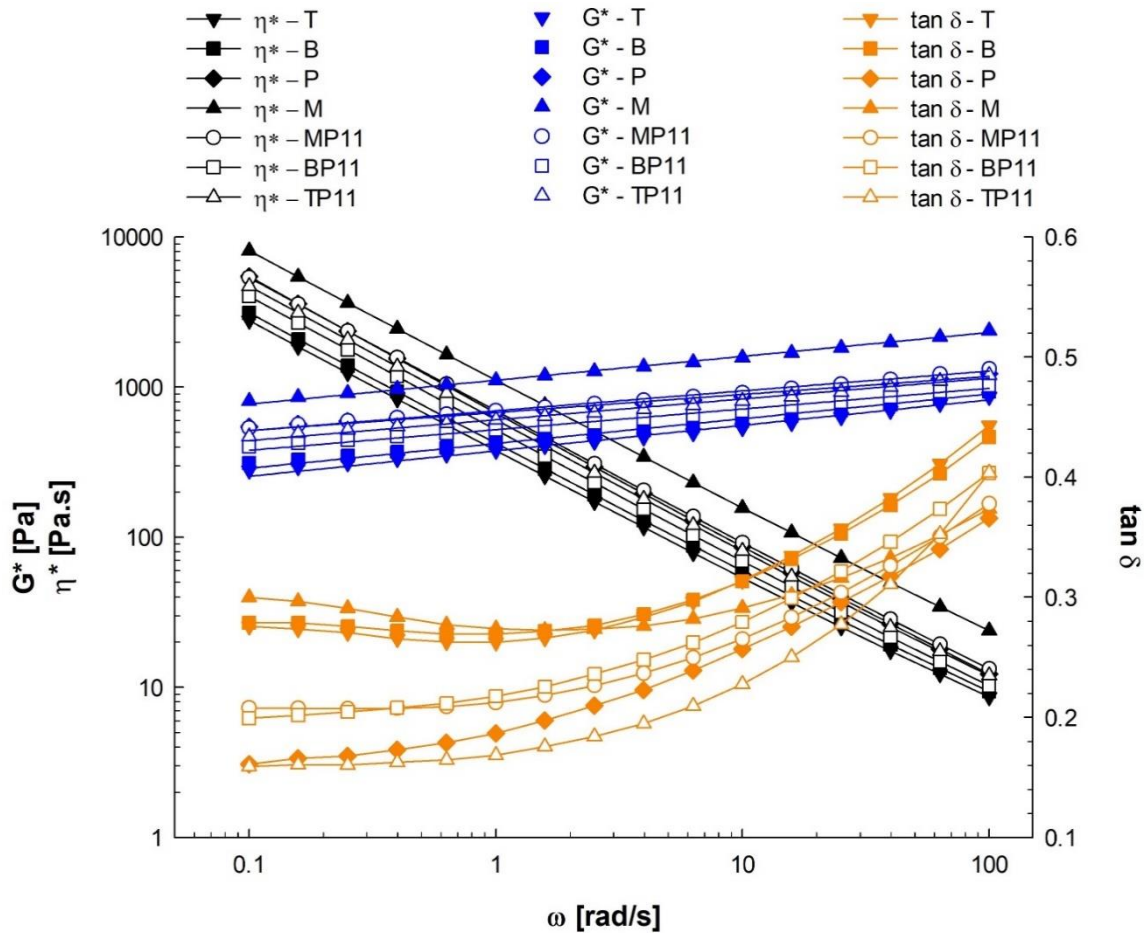 η* – T
η* – B
η* – P
η* – M
η* – MP11
η* – BP11
η* – TP11
G* - T
G* - B
G* - P
G* - M
G* - MP11
G* - BP11
G* - TP11
tan δ - T
tan δ - B
tan δ - P
tan δ - M
tan δ - MP11
tan δ - BP11
tan δ - TP11
G* [Pa]
η* [Pa.s]
10000
1000
100
10
1
0.6
0.5
0.4
0.3
0.2
0.1
tan δ
0.1
1
10
100
ω [rad/s]